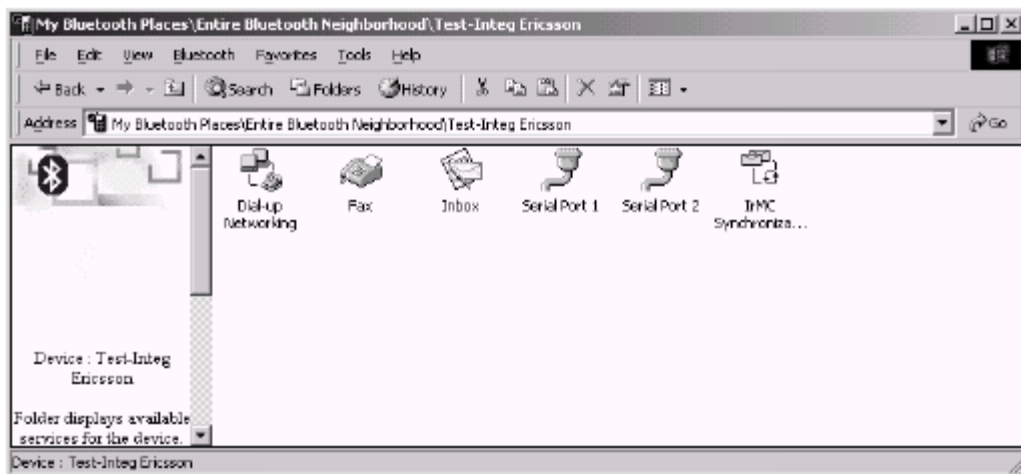 My Bluetooth Places\Entire Bluetooth Neighborhood\Test-Integ Ericsson
File Edit View Bluetooth Favorites Tools Help
Back Search Folders History
Address My Bluetooth Places\Entire Bluetooth Neighborhood\Test-Integ Ericsson Go
Dial-up
Networking
Fax
Inbox
Serial Port 1
Serial Port 2
IrMC
Synchroniza...
Device : Test-Integ
Ericsson
Folder displays available
services for the device.
Device : Test-Integ Ericsson